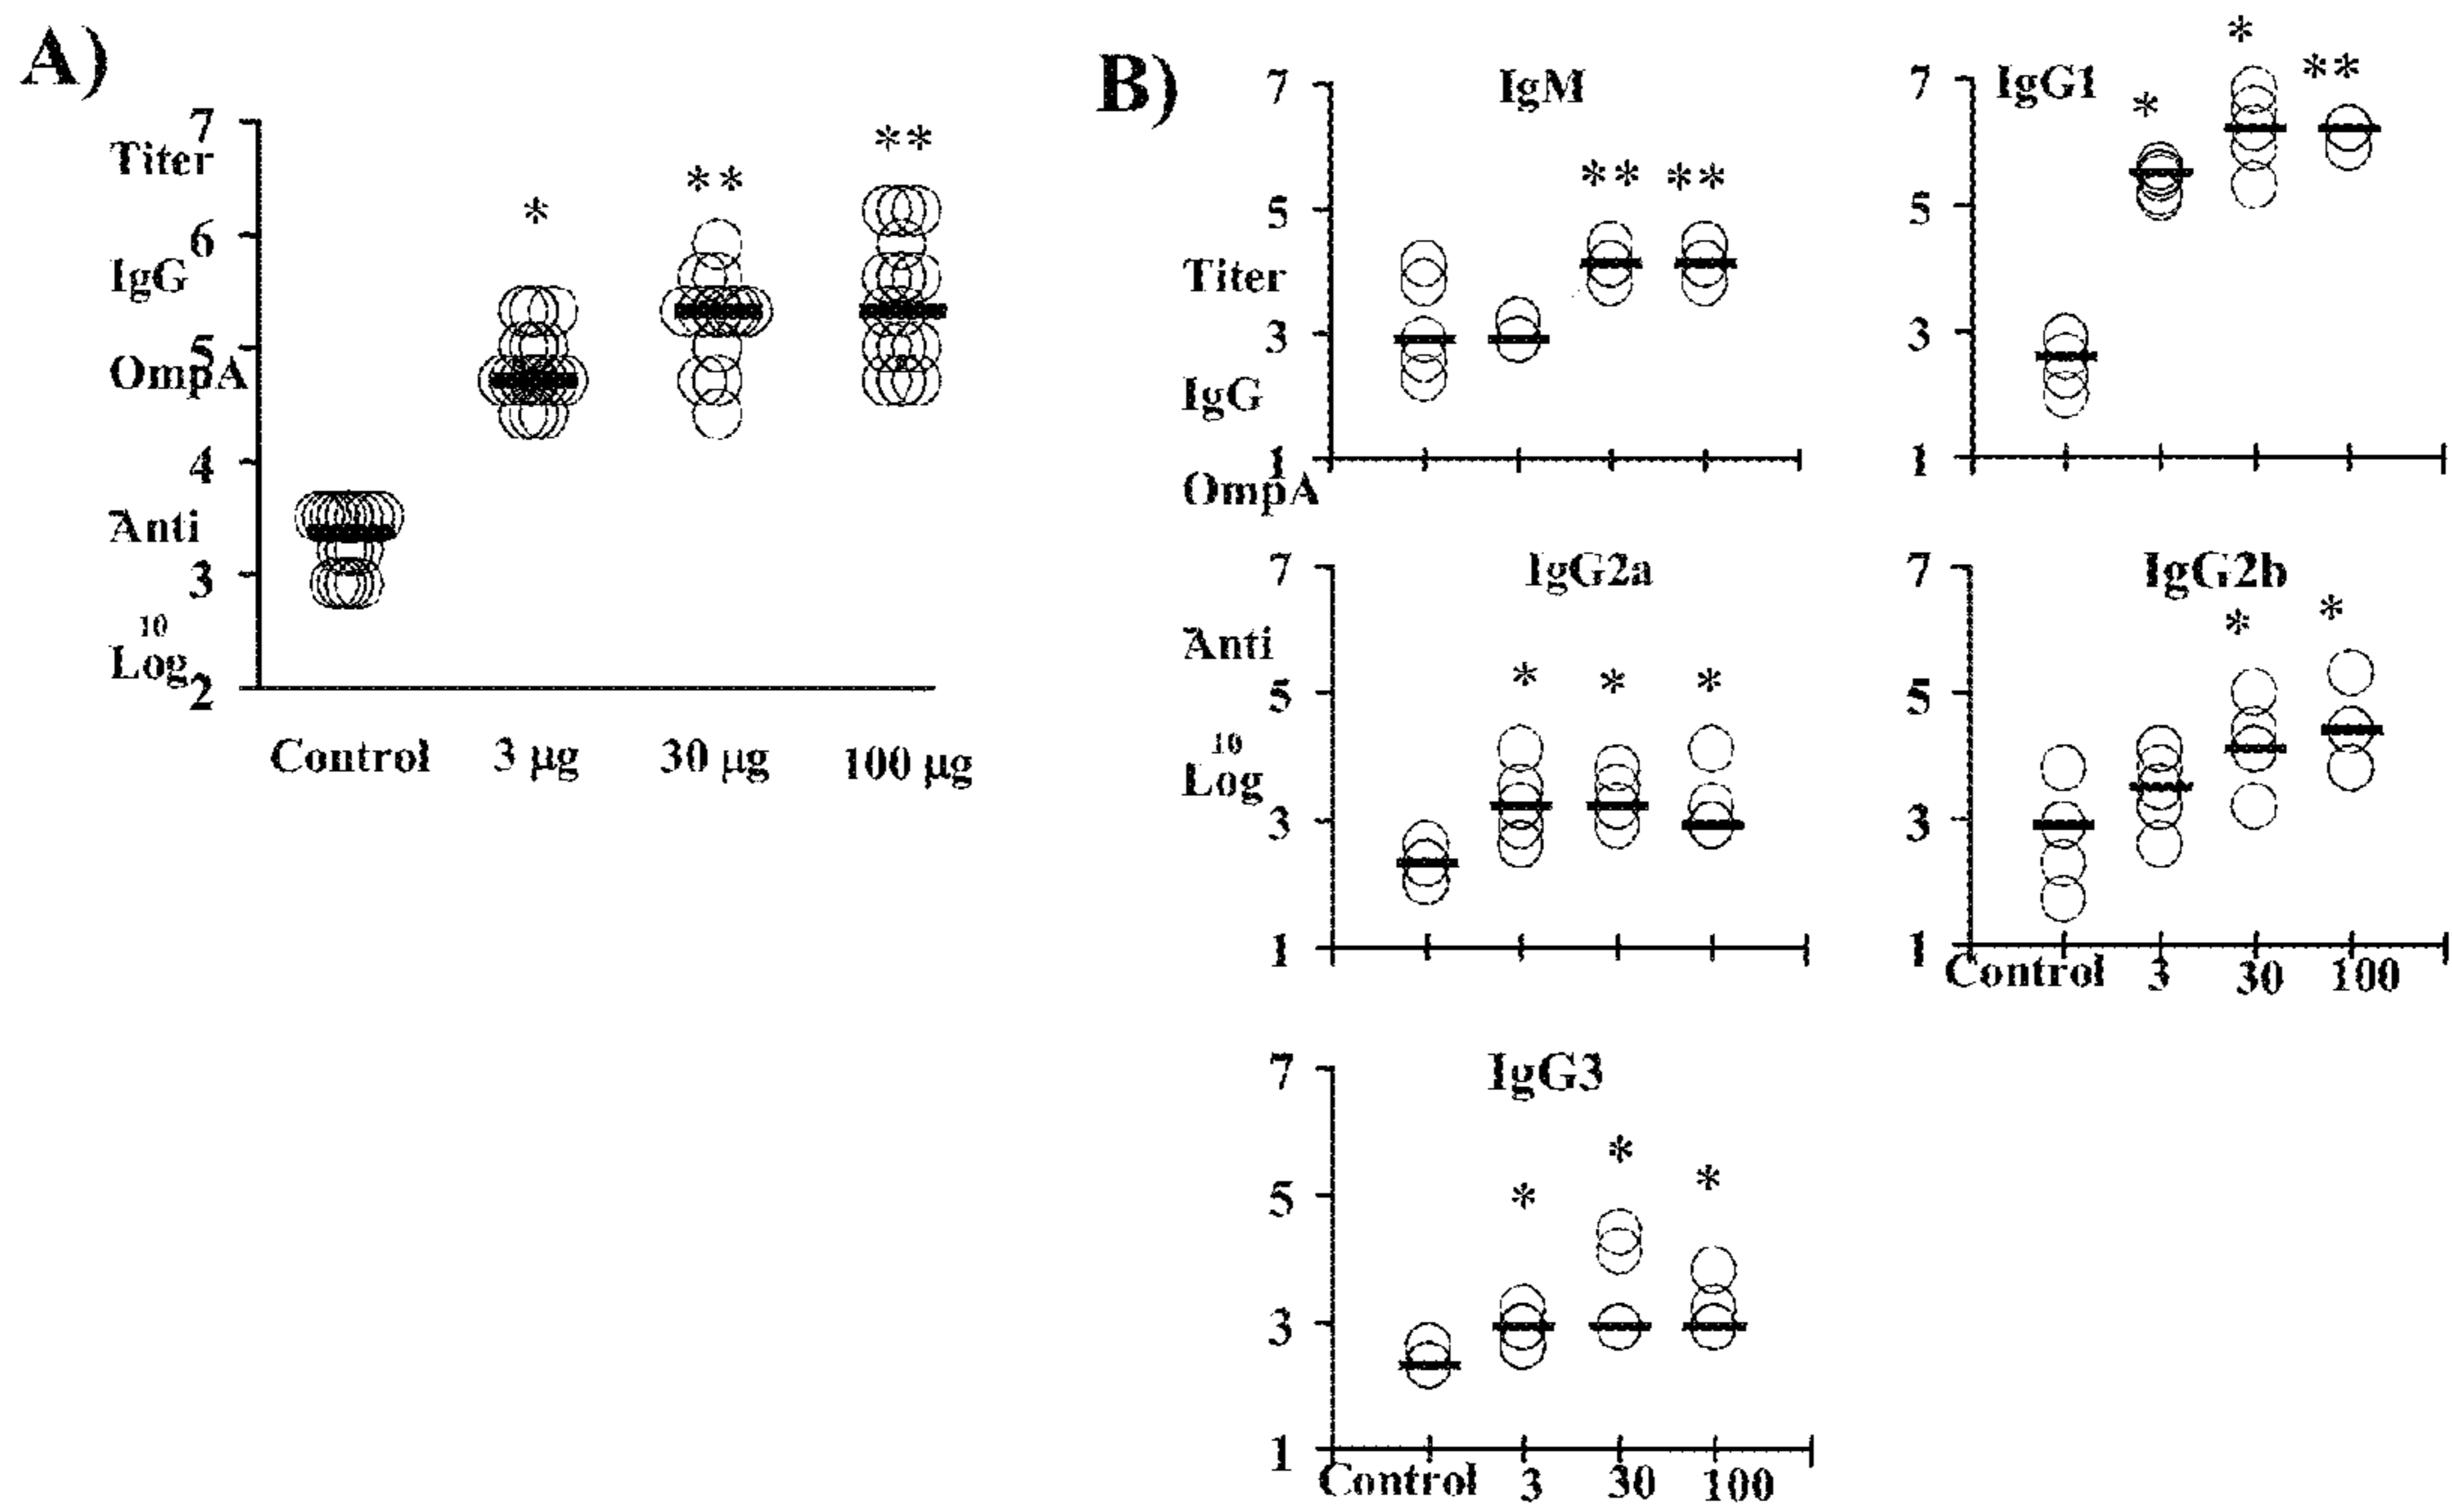 A)
7
Titer
**
**
*
6
IgG
5
OmpA
4
Anti
3
10
Log
2
Control 3 µg 30 µg 100 µg
B)
IgM
7
** **
5
Titer
3
IgG
1
OmpA
IgG1
*
7
**
*
5
3
1
IgG2a
7
Anti
* * *
5
10
Log
3
1
IgG2b
7
* *
5
3
1
Control 3 30 100
IgG3
7
*
* *
5
3
1
Control 3 30 100